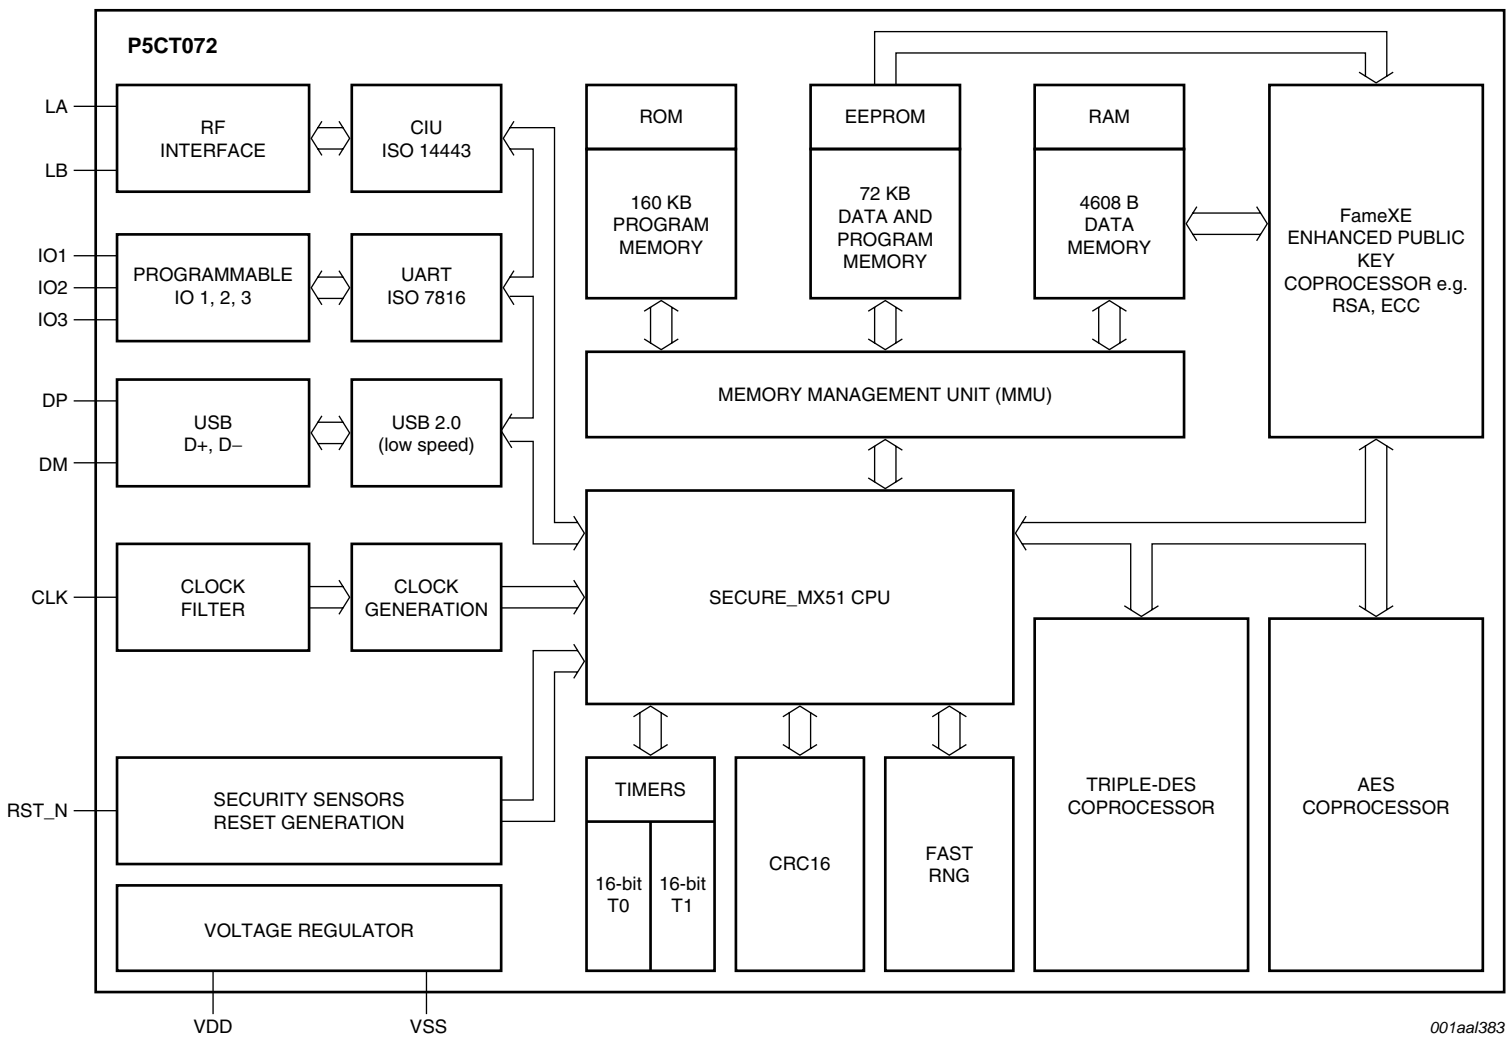 P5CT072
LA
LB
RF
INTERFACE
CIU
ISO 14443
ROM
160 KB
PROGRAM
MEMORY
EEPROM
72 KB
DATA AND
PROGRAM
MEMORY
RAM
4608 B
DATA
MEMORY
FameXE
ENHANCED PUBLIC
KEY
COPROCESSOR e.g.
RSA, ECC
IO1
IO2
IO3
PROGRAMMABLE
IO 1, 2, 3
UART
ISO 7816
MEMORY MANAGEMENT UNIT (MMU)
DP
DM
USB
D+, D−
USB 2.0
(low speed)
CLK
CLOCK
FILTER
CLOCK
GENERATION
SECURE_MX51 CPU
RST_N
SECURITY SENSORS
RESET GENERATION
TIMERS
16-bit
T0
16-bit
T1
CRC16
FAST
RNG
TRIPLE-DES
COPROCESSOR
AES
COPROCESSOR
VOLTAGE REGULATOR
VDD
VSS
001aal383